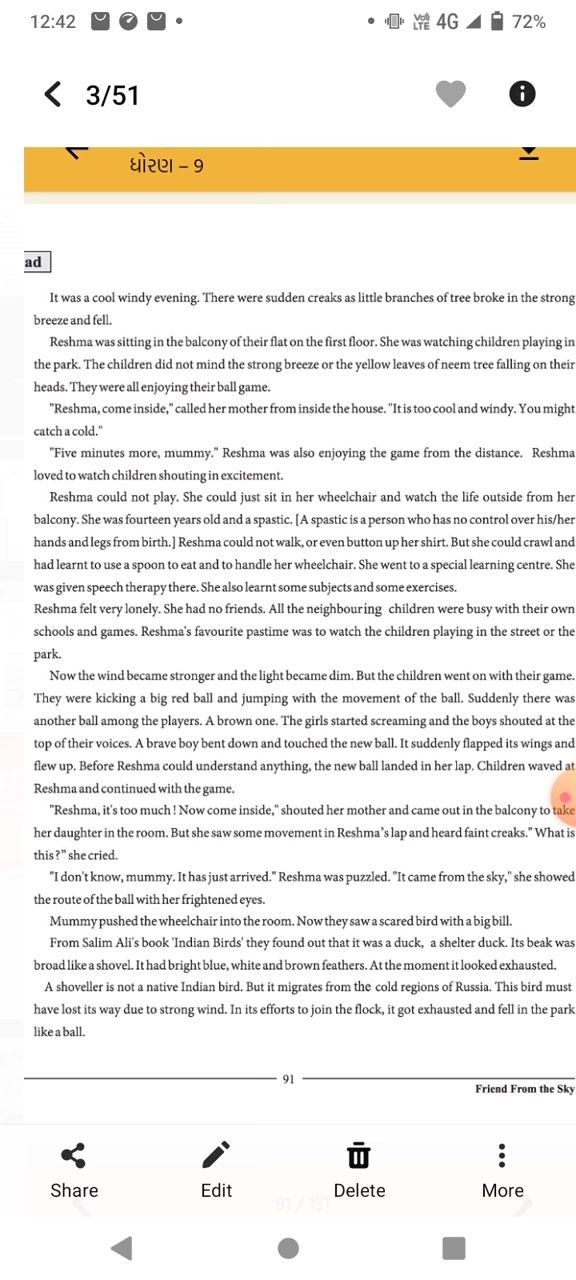 12:42
VoLTE 4G 72%
3/51
ધોરણ – 9
ad
It was a cool windy evening. There were sudden creaks as little branches of tree broke in the strong
breeze and fell.
Reshma was sitting in the balcony of their flat on the first floor. She was watching children playing in
the park. The children did not mind the strong breeze or the yellow leaves of neem tree falling on their
heads. They were all enjoying their ball game.
"Reshma, come inside," called her mother from inside the house. "It is too cool and windy. You might
catch a cold."
"Five minutes more, mummy." Reshma was also enjoying the game from the distance. Reshma
loved to watch children shouting in excitement.
Reshma could not play. She could just sit in her wheelchair and watch the life outside from her
balcony. She was fourteen years old and a spastic. [A spastic is a person who has no control over his/her
hands and legs from birth.] Reshma could not walk, or even button up her shirt. But she could crawl and
had learnt to use a spoon to eat and to handle her wheelchair. She went to a special learning centre. She
was given speech therapy there. She also learnt some subjects and some exercises.
Reshma felt very lonely. She had no friends. All the neighbouring children were busy with their own
schools and games. Reshma's favourite pastime was to watch the children playing in the street or the
park.
Now the wind became stronger and the light became dim. But the children went on with their game.
They were kicking a big red ball and jumping with the movement of the ball. Suddenly there was
another ball among the players. A brown one. The girls started screaming and the boys shouted at the
top of their voices. A brave boy bent down and touched the new ball. It suddenly flapped its wings and
flew up. Before Reshma could understand anything, the new ball landed in her lap. Children waved at
Reshma and continued with the game.
"Reshma, it's too much ! Now come inside," shouted her mother and came out in the balcony to take
her daughter in the room. But she saw some movement in Reshma's lap and heard faint creaks." What is
this?" she cried.
"I don't know, mummy. It has just arrived." Reshma was puzzled. "It came from the sky," she showed
the route of the ball with her frightened eyes.
Mummy pushed the wheelchair into the room. Now they saw a scared bird with a big bill.
From Salim Ali's book 'Indian Birds' they found out that it was a duck, a shelter duck. Its beak was
broad like a shovel. It had bright blue, white and brown feathers. At the moment it looked exhausted.
A shoveller is not a native Indian bird. But it migrates from the cold regions of Russia. This bird must
have lost its way due to strong wind. In its efforts to join the flock, it got exhausted and fell in the park
like a ball.
91
Friend From the Sky
Share Edit Delete More
91 / 131